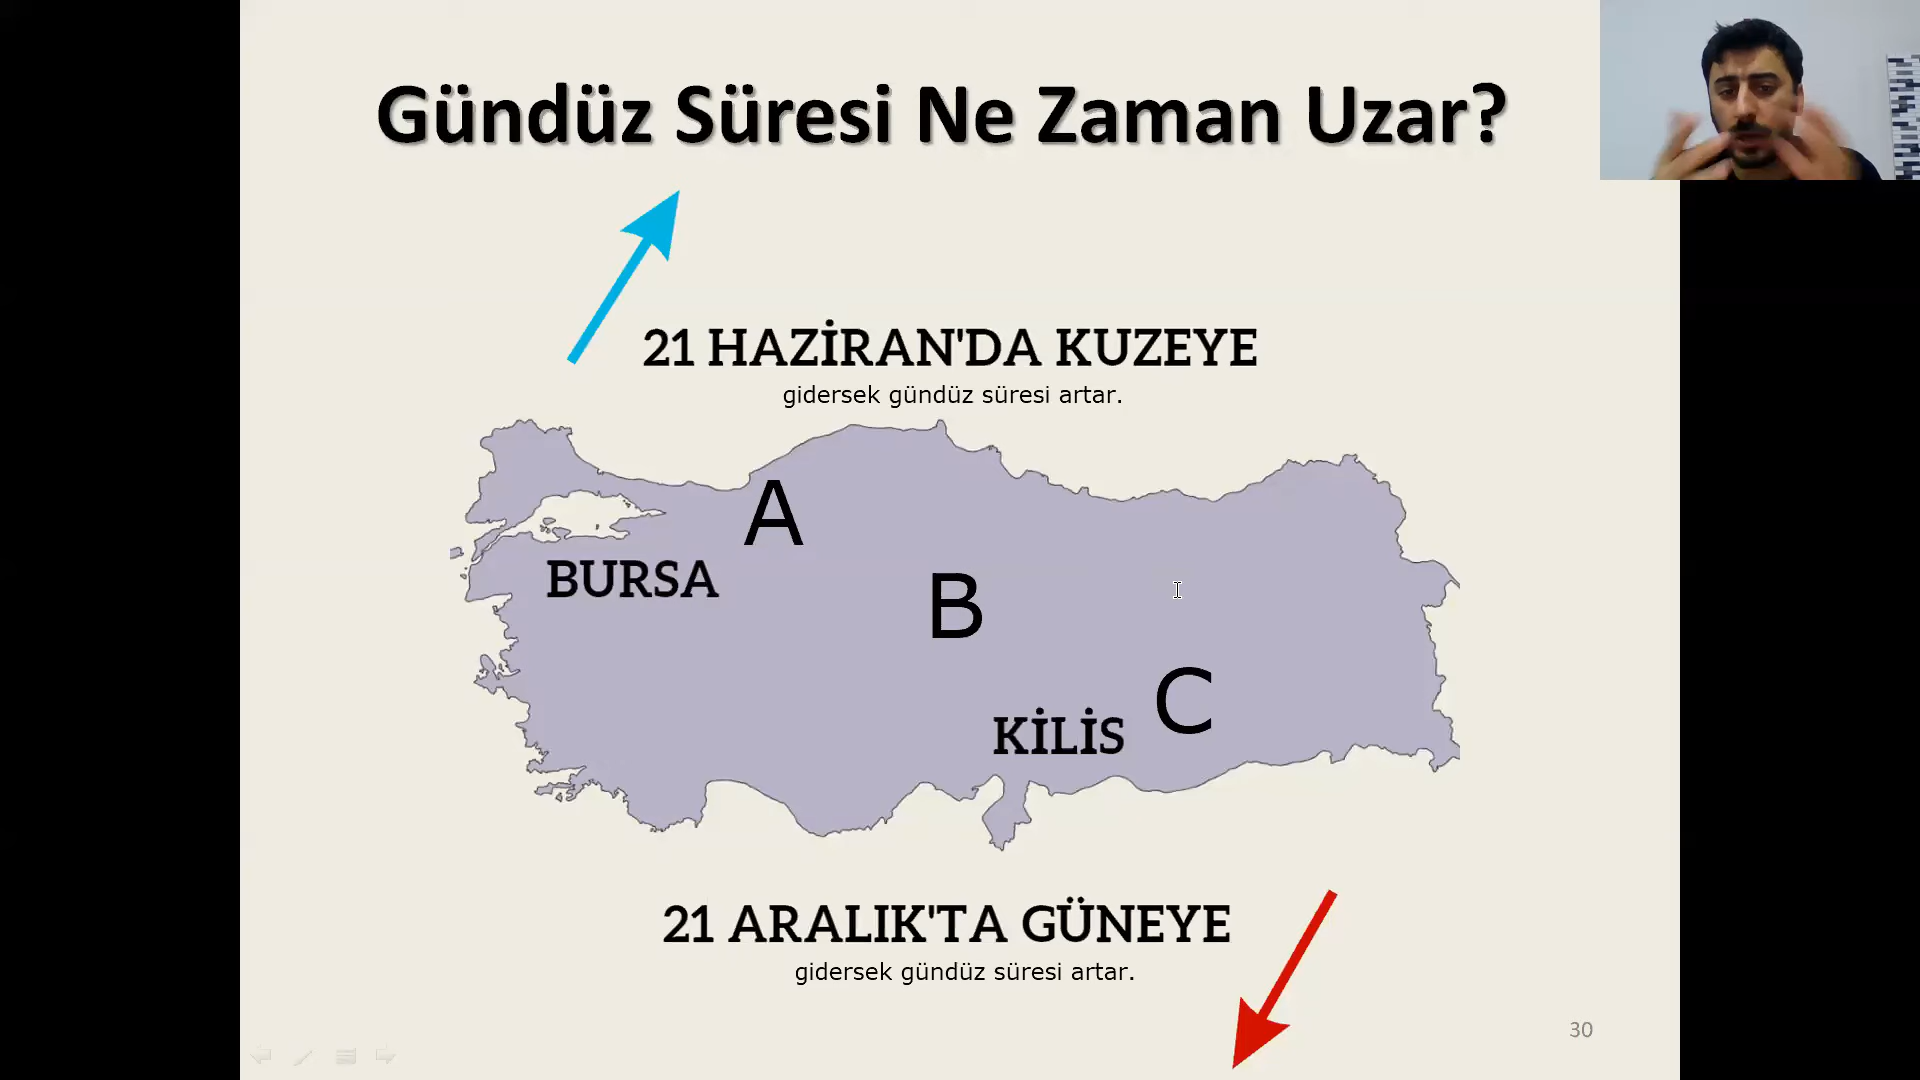 Gündüz Süresi Ne Zaman Uzar?
21 HAZİRAN'DA KUZEYE
gidersek gündüz süresi artar.
A
BURSA
B
C
KİLİS
21 ARALIK'TA GÜNEYE
gidersek gündüz süresi artar.
30